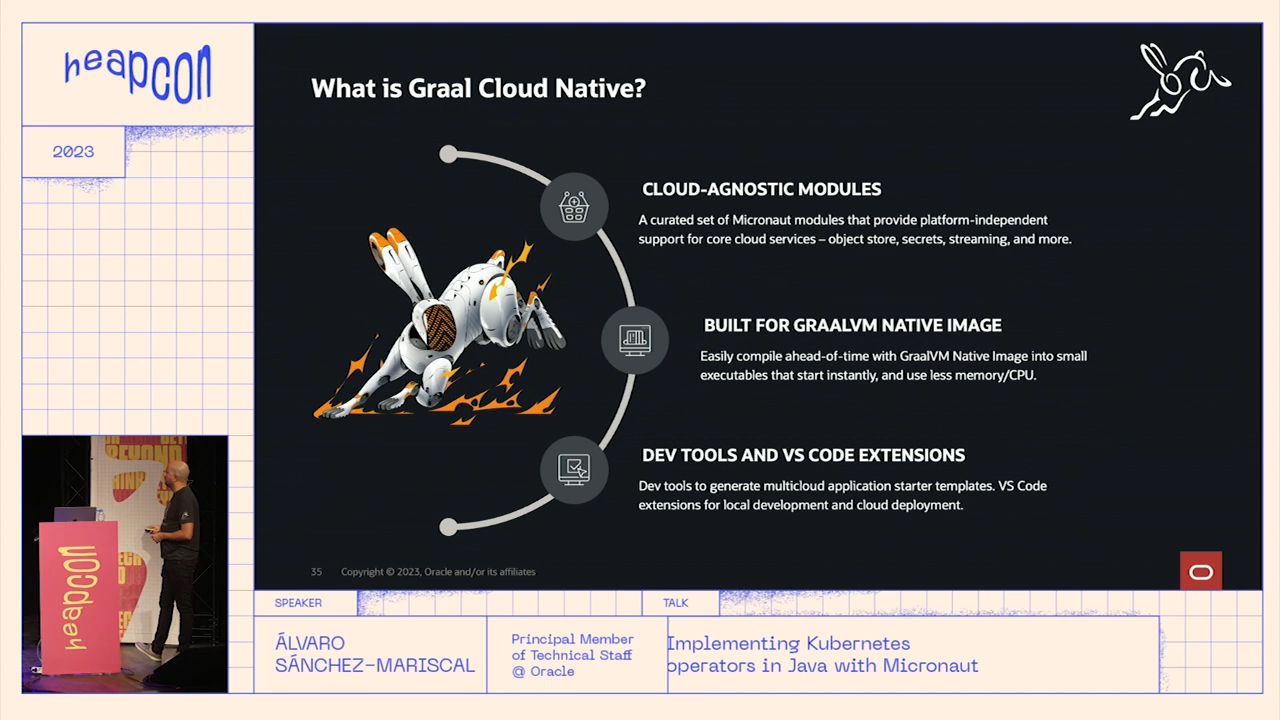 heapcon
2023
What is Graal Cloud Native?
CLOUD-AGNOSTIC MODULES
A curated set of Micronaut modules that provide platform-independent
support for core cloud services – object store, secrets, streaming, and more.
BUILT FOR GRAALVM NATIVE IMAGE
Easily compile ahead-of-time with GraalVM Native Image into small
executables that start instantly, and use less memory/CPU.
DEV TOOLS AND VS CODE EXTENSIONS
Dev tools to generate multicloud application starter templates. VS Code
extensions for local development and cloud deployment.
35 Copyright © 2023, Oracle and/or its affiliates
heapcon
SPEAKER
ÁLVARO
SÁNCHEZ-MARISCAL
Principal Member
of Technical Staff
@ Oracle
TALK
Implementing Kubernetes
operators in Java with Micronaut